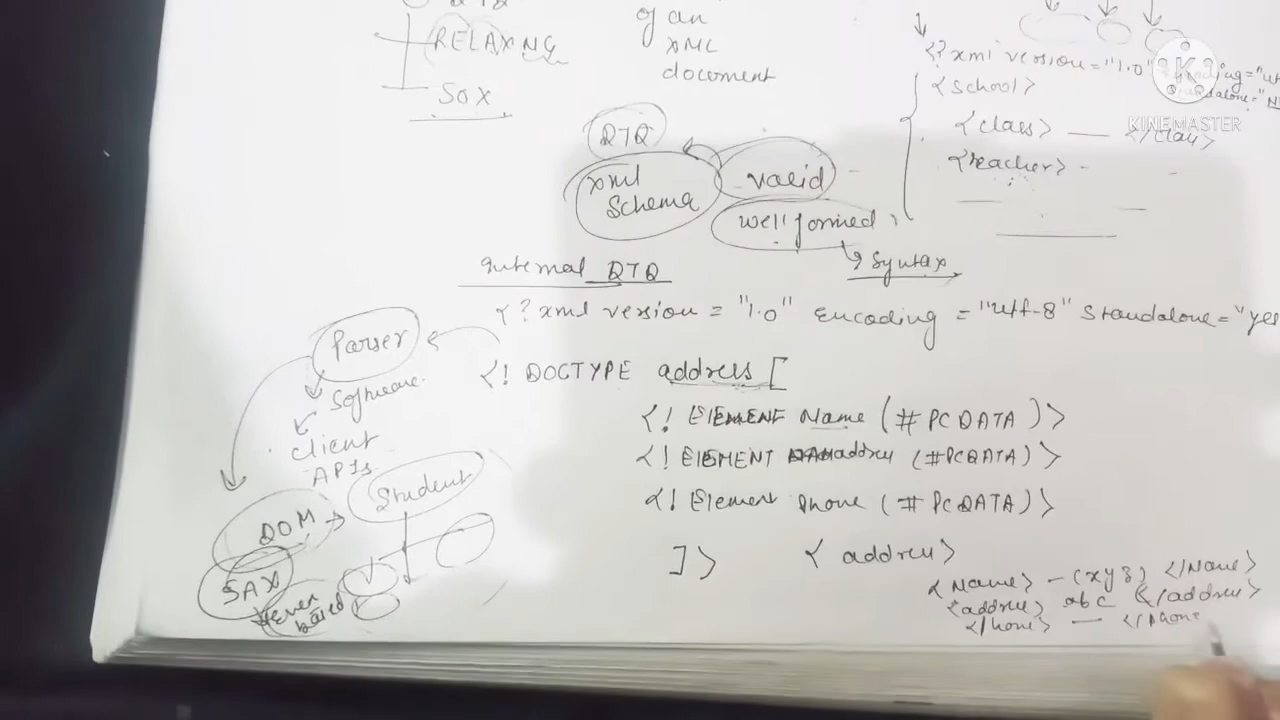 RELAXNG
SOX
of an
XML
document
<? xml version = "1.0"
<School>
<class> — </class>
<teacher> -
KINEMASTER
DTD
xml
Schema
valid
well formed
Syntax
Internal DTD
<? xml version = "1.0" Encoding = "utf-8" Standalone = "yes
<! DOCTYPE address [
<! ELEMENT Name (# PCDATA)>
<! ELEMENT address (#PCDATA)>
<! Element Phone (# PCDATA)>
]>
<address>
<Name> - (xyz) </Name>
<address> abc </address>
</Phone> — </Phone
Parser
Software
Client
APIs
DOM
Student
SAX
Even
based